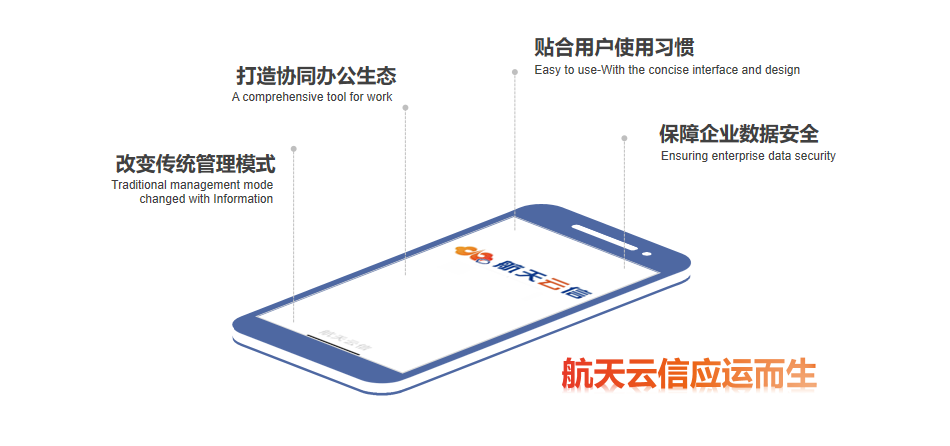 贴合用户使用习惯
Easy to use-With the concise interface and design
打造协同办公生态
A comprehensive tool for work
保障企业数据安全
Ensuring enterprise data security
改变传统管理模式
Traditional management mode
changed with Information
航天云信
航天云信
航天云信应运而生